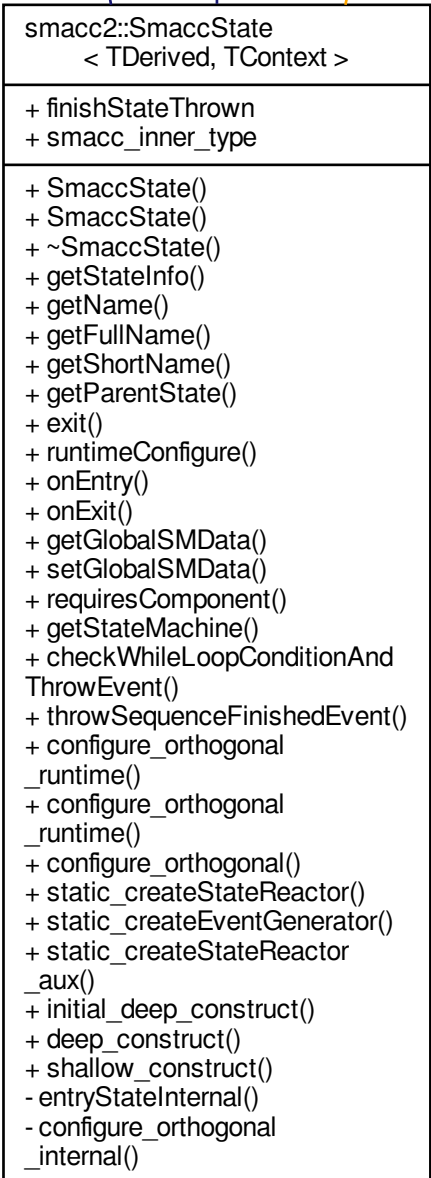 smacc2::SmaccState
< TDerived, TContext >
+ finishStateThrown
+ smacc_inner_type
+ SmaccState()
+ SmaccState()
+ ~SmaccState()
+ getStateInfo()
+ getName()
+ getFullName()
+ getShortName()
+ getParentState()
+ exit()
+ runtimeConfigure()
+ onEntry()
+ onExit()
+ getGlobalSMData()
+ setGlobalSMData()
+ requiresComponent()
+ getStateMachine()
+ checkWhileLoopConditionAnd
ThrowEvent()
+ throwSequenceFinishedEvent()
+ configure_orthogonal
_runtime()
+ configure_orthogonal
_runtime()
+ configure_orthogonal()
+ static_createStateReactor()
+ static_createEventGenerator()
+ static_createStateReactor
_aux()
+ initial_deep_construct()
+ deep_construct()
+ shallow_construct()
- entryStateInternal()
- configure_orthogonal
_internal()